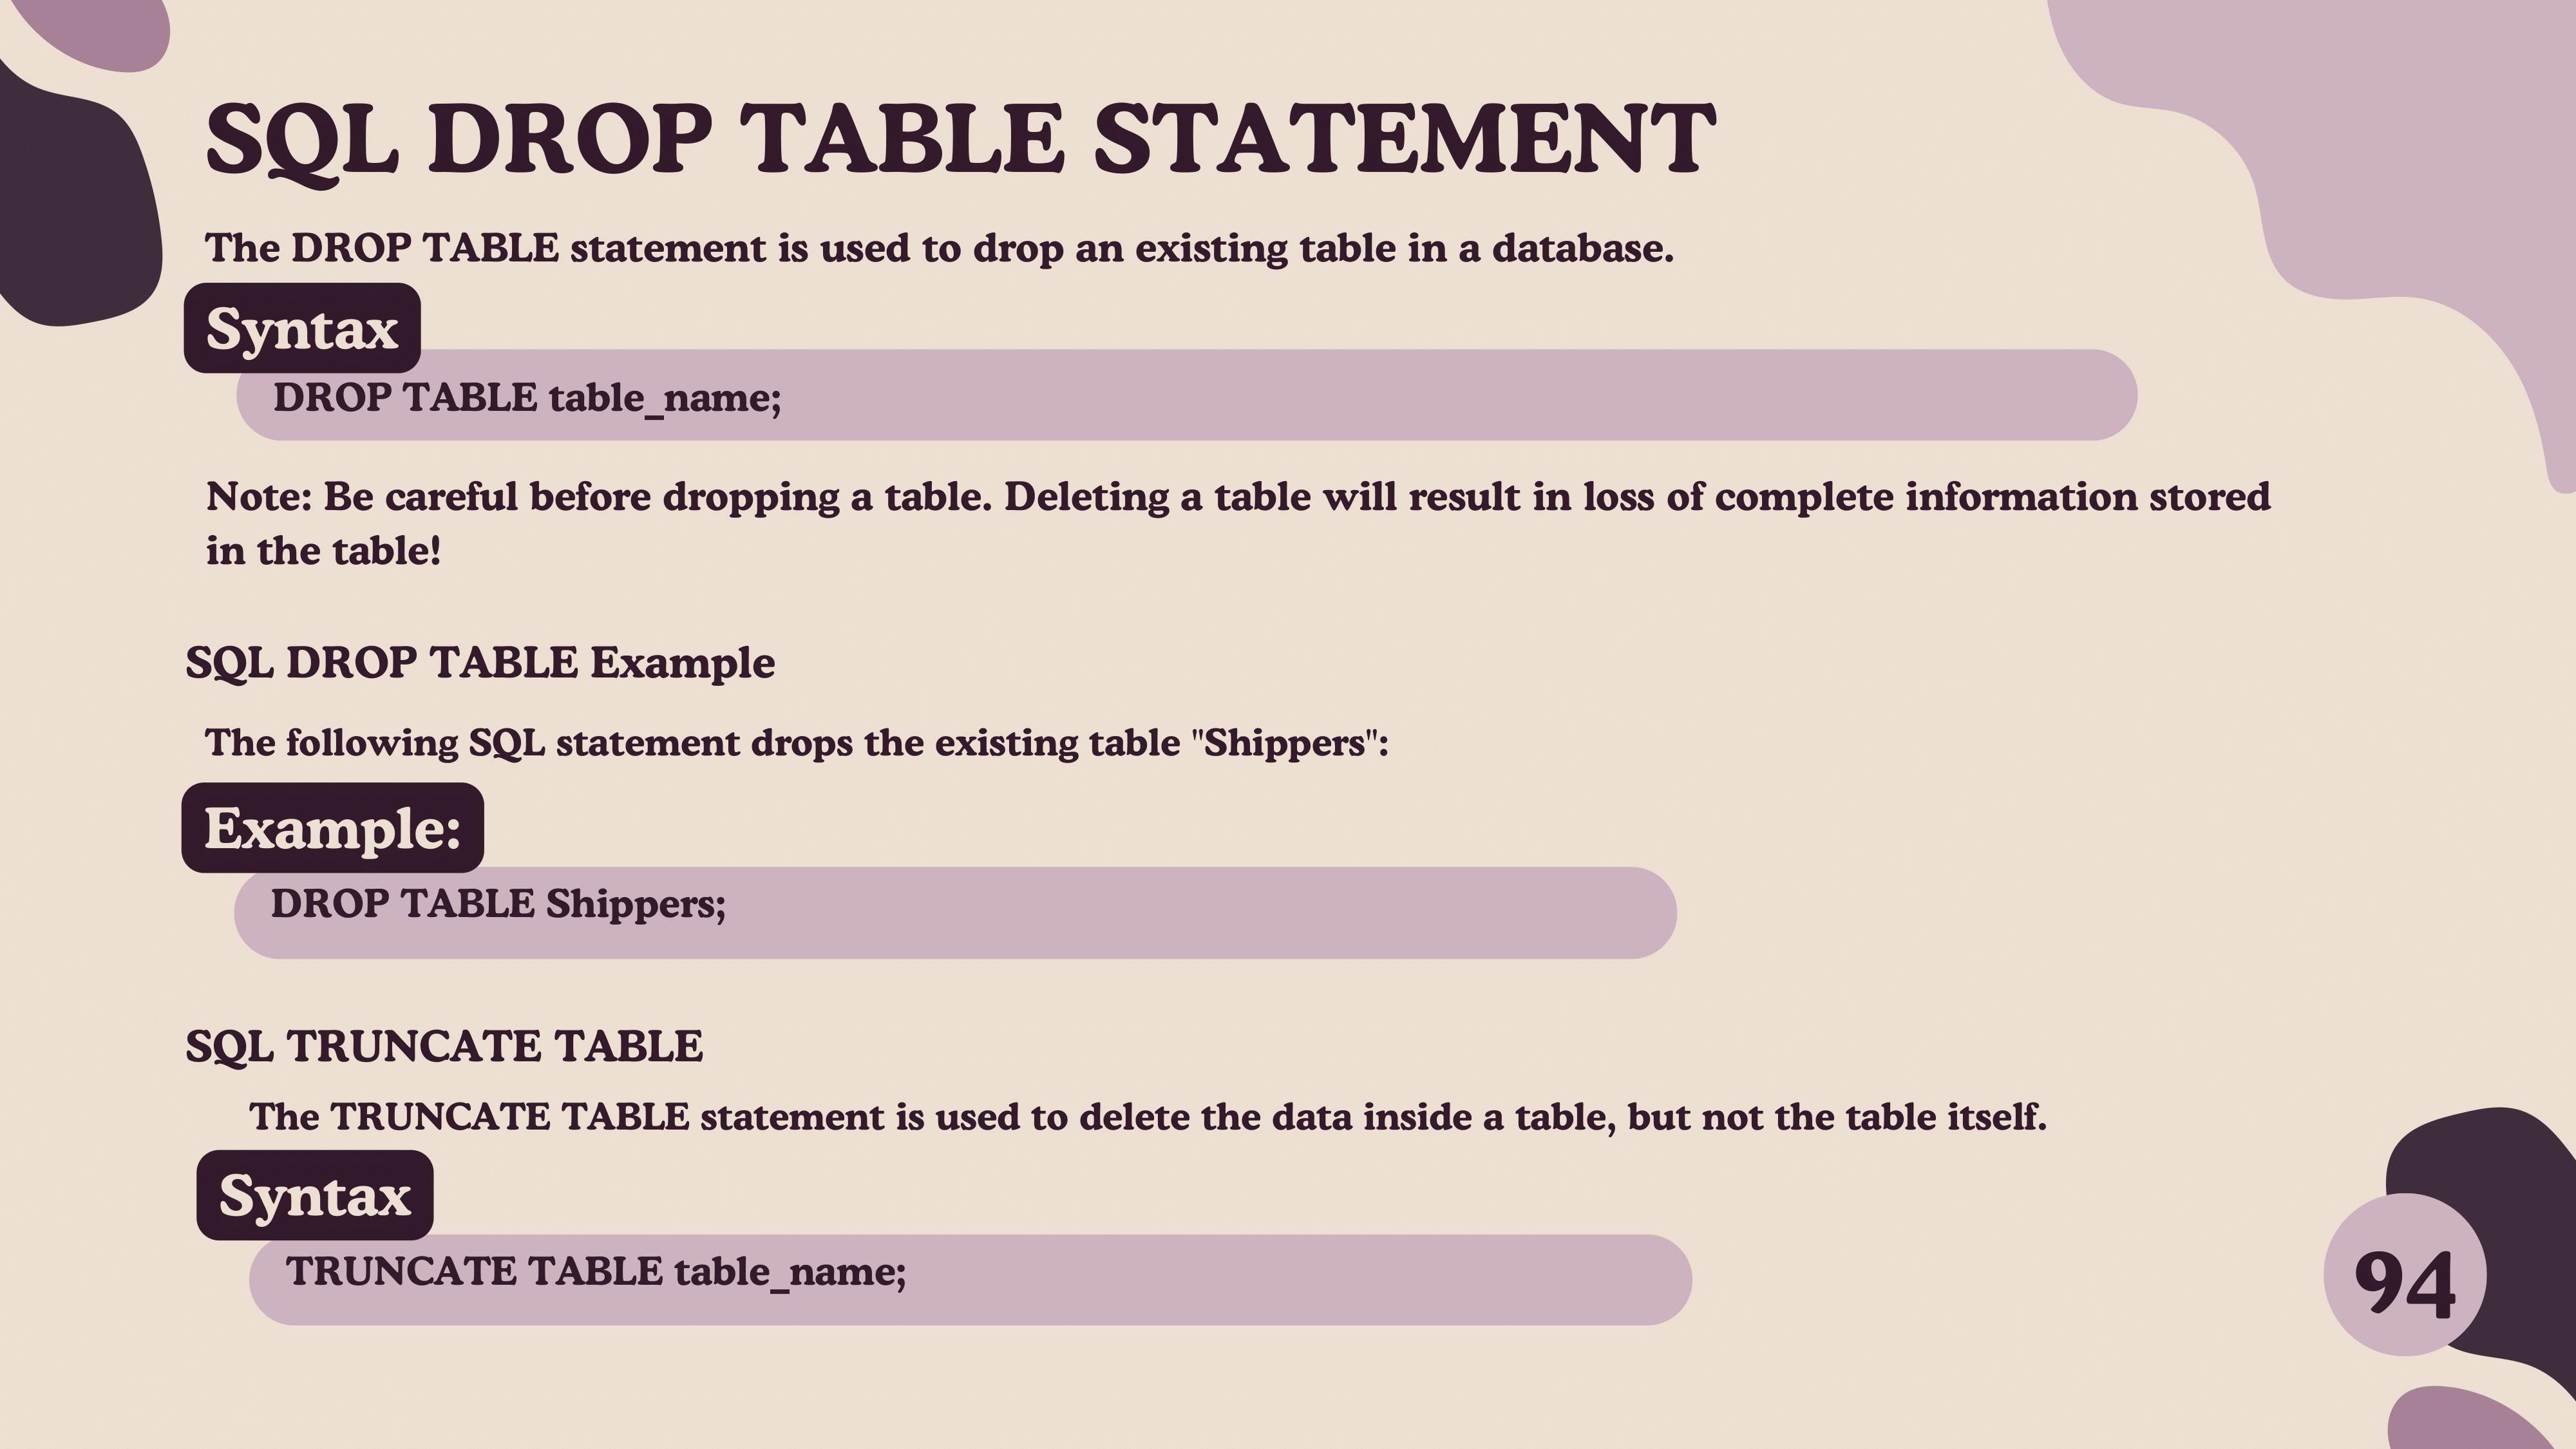 SQL DROP TABLE STATEMENT
The DROP TABLE statement is used to drop an existing table in a database.
Syntax
DROP TABLE table_name;
Note: Be careful before dropping a table. Deleting a table will result in loss of complete information stored
in the table!
SQL DROP TABLE Example
The following SQL statement drops the existing table "Shippers":
Example:
DROP TABLE Shippers;
SQL TRUNCATE TABLE
The TRUNCATE TABLE statement is used to delete the data inside a table, but not the table itself.
Syntax
TRUNCATE TABLE table_name;
94